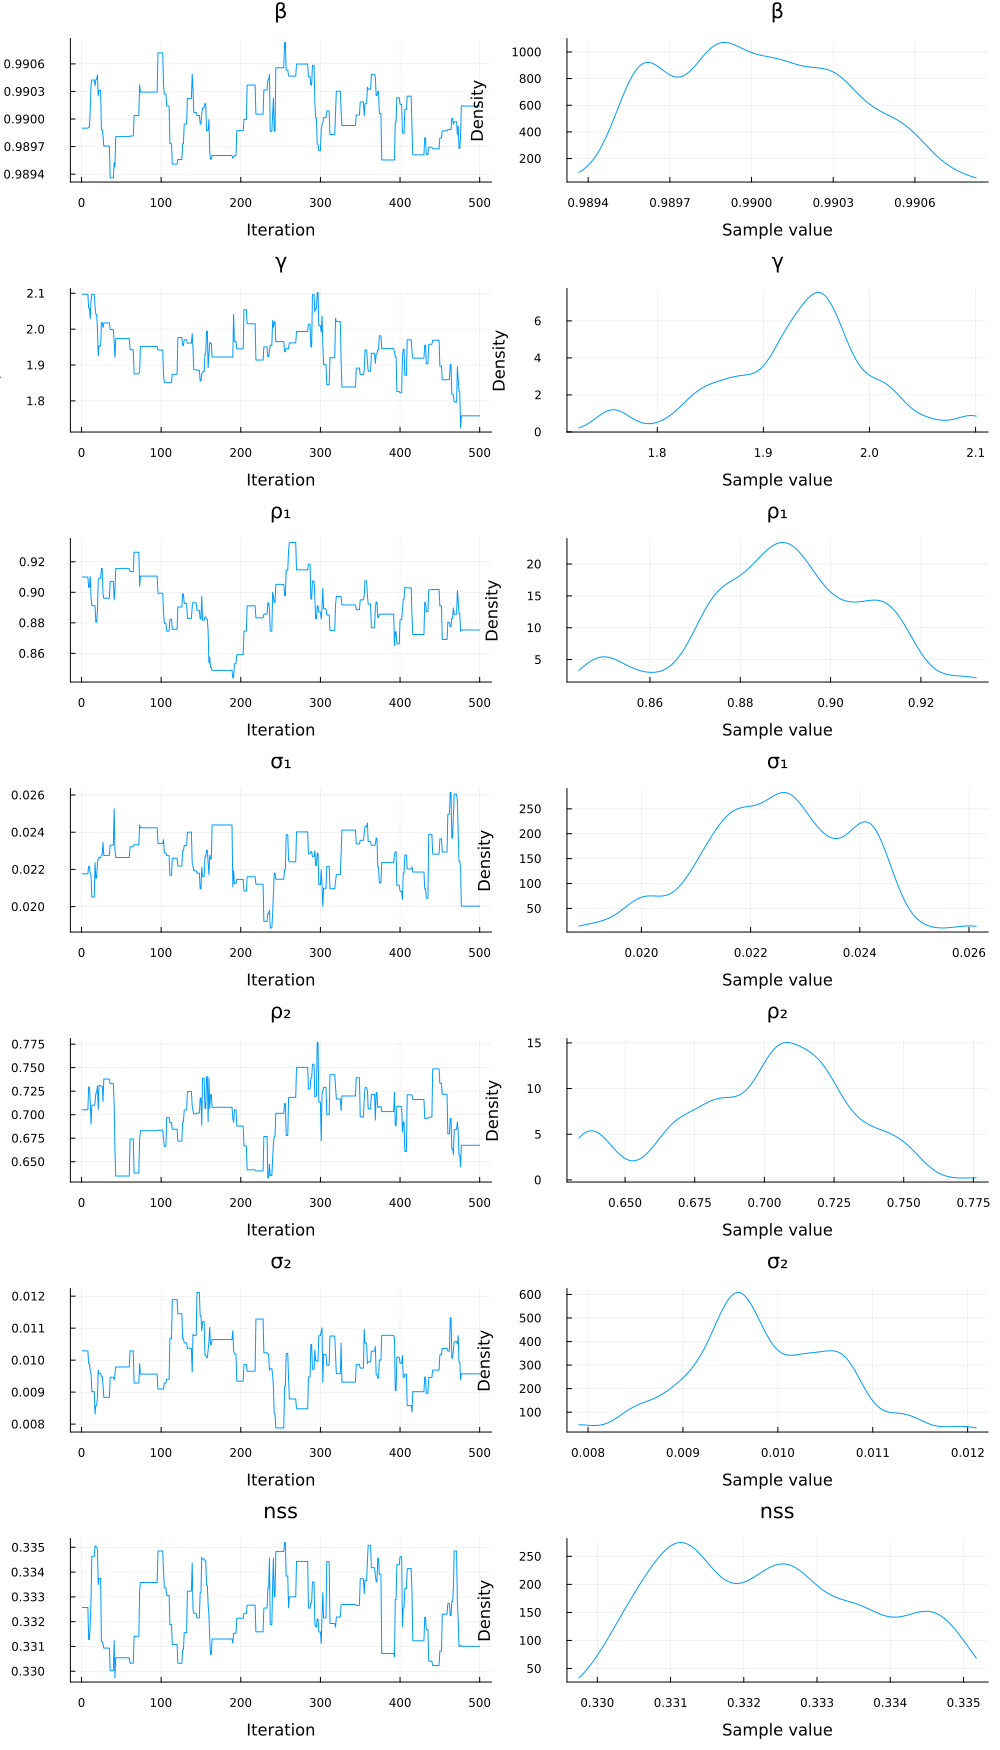 β β
0.9906
0.9903
0.9900
0.9897
0.9894
Density
1000
800
600
400
200
0 100 200 300 400 500
0.9894 0.9897 0.9900 0.9903 0.9906
Iteration Sample value
γ γ
2.1
2.0
1.9
1.8
Density
6
4
2
0
0 100 200 300 400 500
1.8 1.9 2.0 2.1
Iteration Sample value
ρ₁ ρ₁
0.92
0.90
0.88
0.86
Density
20
15
10
5
0 100 200 300 400 500
0.86 0.88 0.90 0.92
Iteration Sample value
σ₁ σ₁
0.026
0.024
0.022
0.020
Density
250
200
150
100
50
0 100 200 300 400 500
0.020 0.022 0.024 0.026
Iteration Sample value
ρ₂ ρ₂
0.775
0.750
0.725
0.700
0.675
0.650
Density
15
10
5
0
0 100 200 300 400 500
0.650 0.675 0.700 0.725 0.750 0.775
Iteration Sample value
σ₂ σ₂
0.012
0.011
0.010
0.009
0.008
Density
600
500
400
300
200
100
0 100 200 300 400 500
0.008 0.009 0.010 0.011 0.012
Iteration Sample value
nss nss
0.335
0.334
0.333
0.332
0.331
0.330
Density
250
200
150
100
50
0 100 200 300 400 500
0.330 0.331 0.332 0.333 0.334 0.335
Iteration Sample value